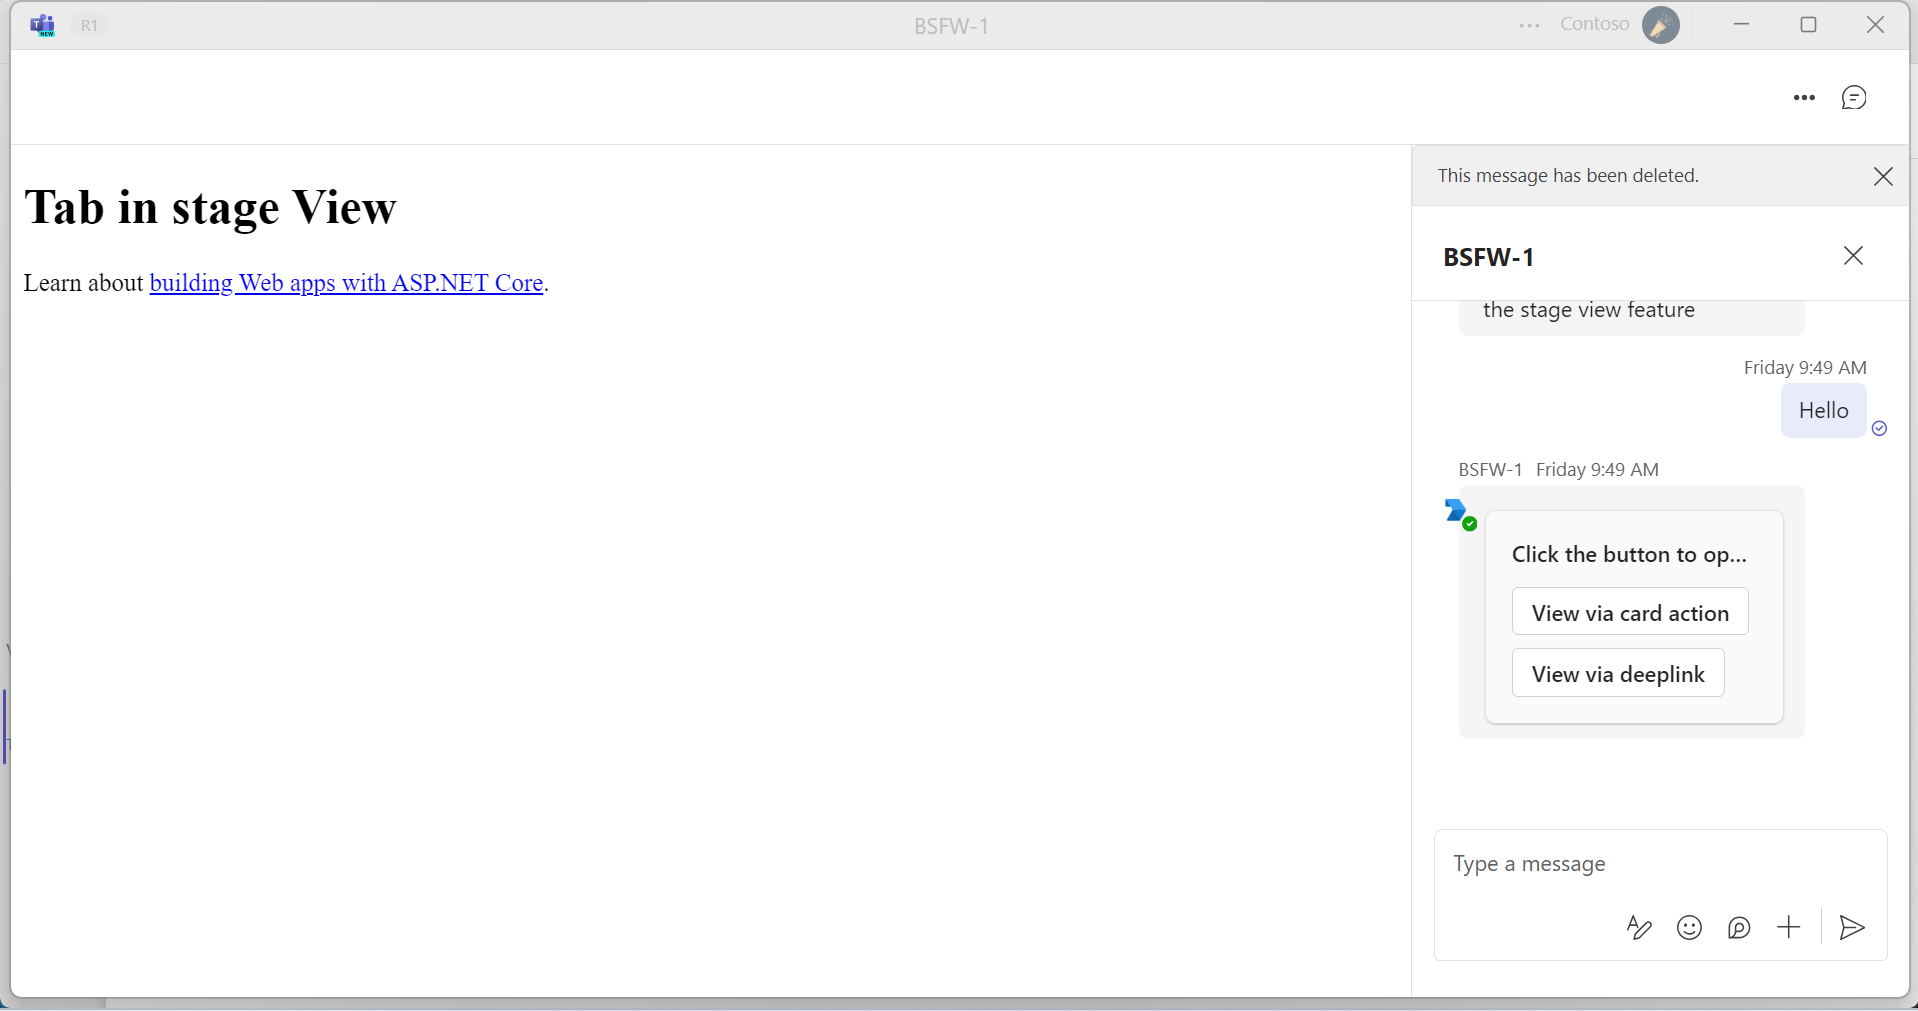 R1
BSFW-1
Contoso
Tab in stage View
Learn about building Web apps with ASP.NET Core.
This message has been deleted.
BSFW-1
the stage view feature
Friday 9:49 AM
Hello
BSFW-1 Friday 9:49 AM
Click the button to op...
View via card action
View via deeplink
Type a message